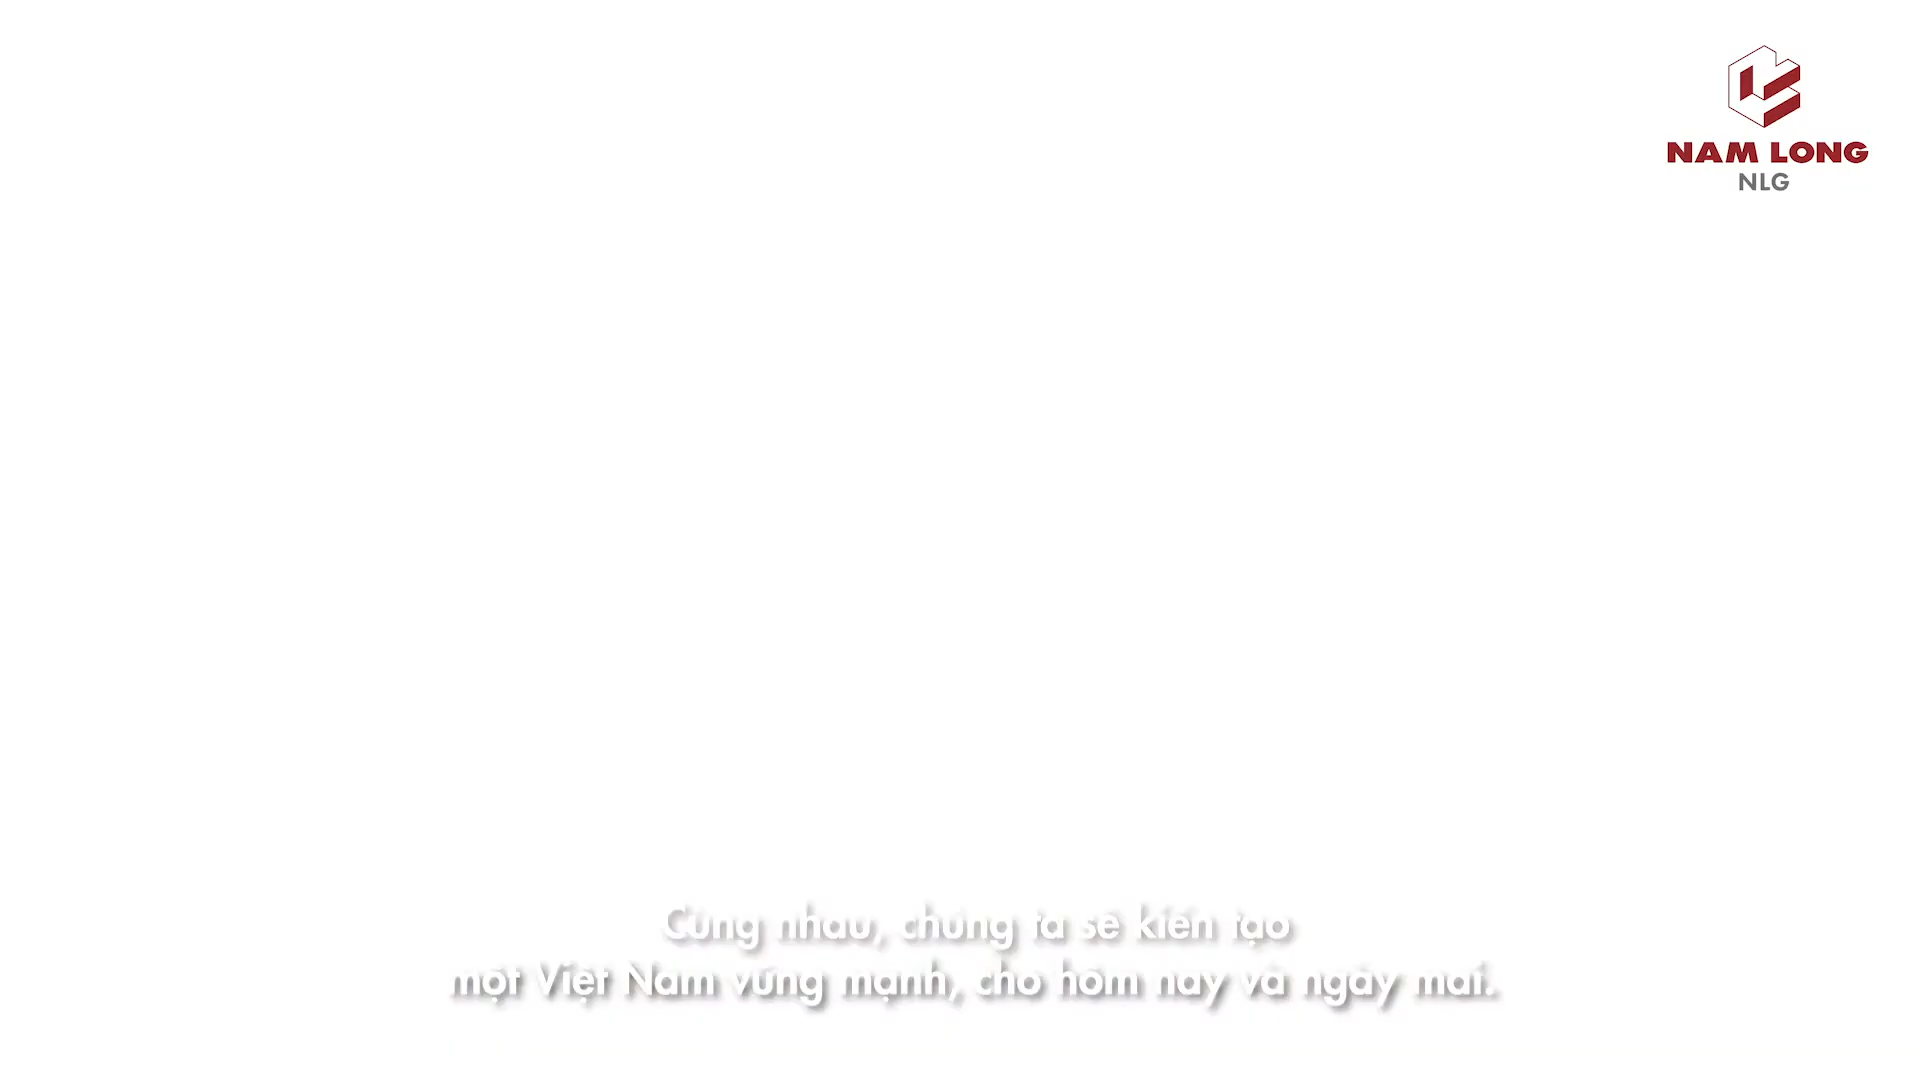 NAM LONG
NLG
Cùng nhau, chúng ta sẽ kiến tạo
một Việt Nam vững mạnh, cho hôm nay và ngày mai.